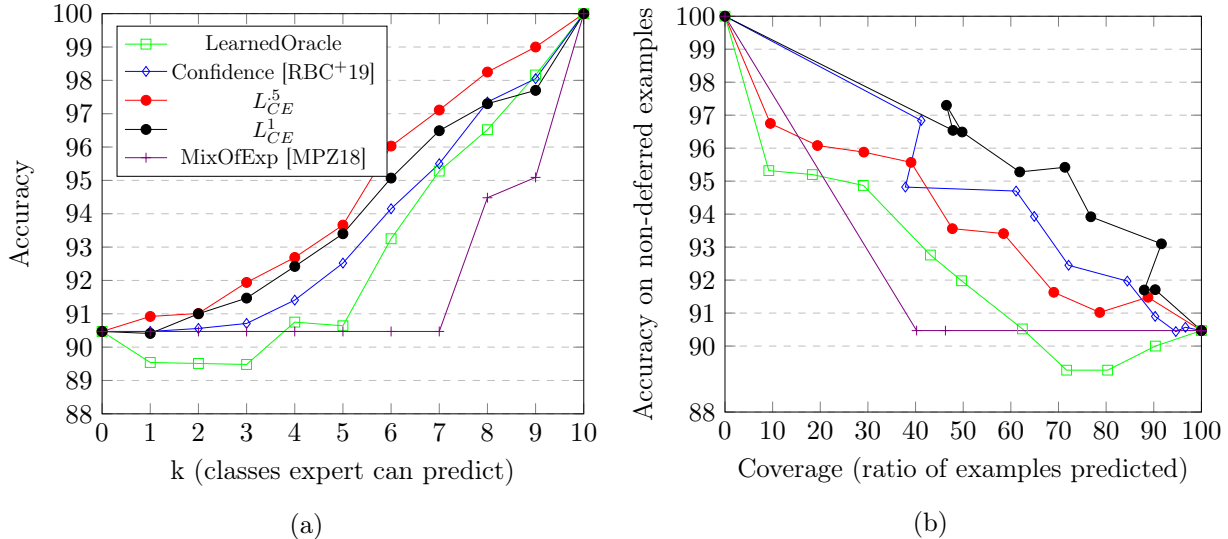 100
99
98
97
96
95
94
93
92
91
90
89
88
Accuracy
LearnedOracle
Confidence [RBC+19]
L.5CE
L1CE
MixOfExp [MPZ18]
0 1 2 3 4 5 6 7 8 9 10
k (classes expert can predict)
(a)
100
98
97
96
95
94
93
92
91
90
88
Accuracy on non-deferred examples
0 10 20 30 40 50 60 70 80 90 100
Coverage (ratio of examples predicted)
(b)